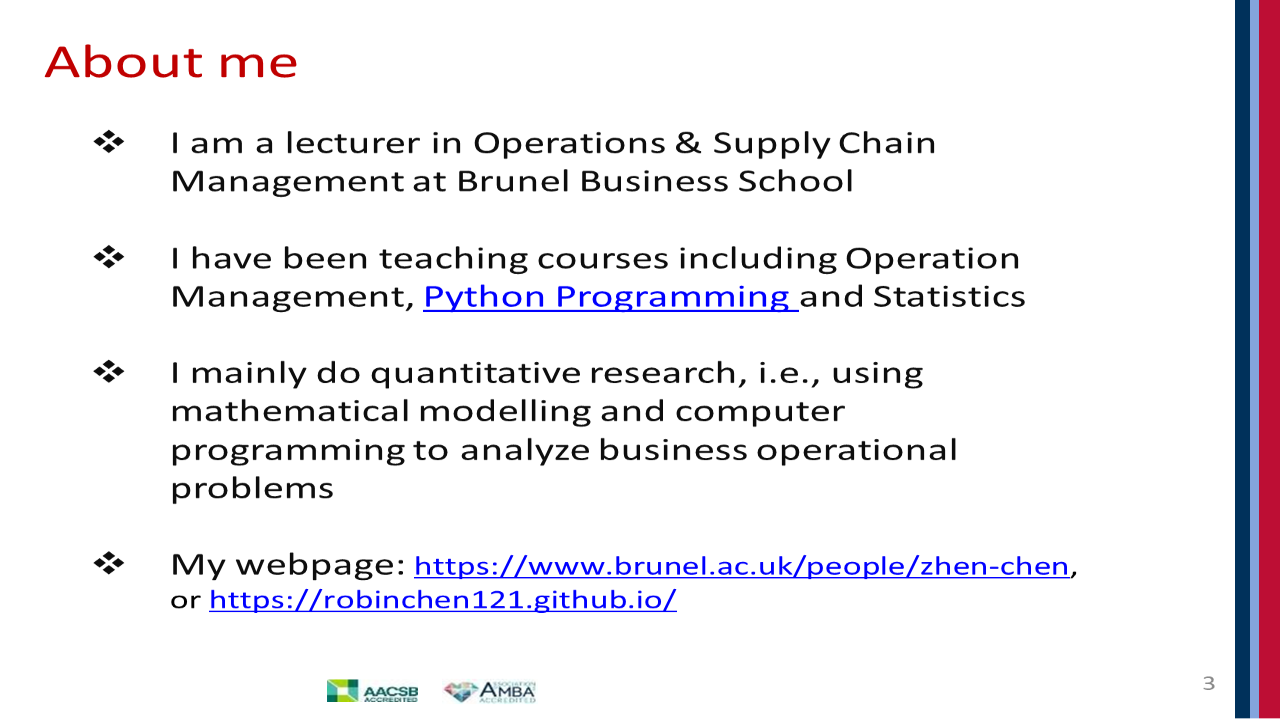 About me
❖ I am a lecturer in Operations & Supply Chain
Management at Brunel Business School
❖ I have been teaching courses including Operation
Management, Python Programming and Statistics
❖ I mainly do quantitative research, i.e., using
mathematical modelling and computer
programming to analyze business operational
problems
❖ My webpage: https://www.brunel.ac.uk/people/zhen-chen,
or https://robinchen121.github.io/
AACSB
ACCREDITED
ASSOCIATION
AMBA
ACCREDITED
3